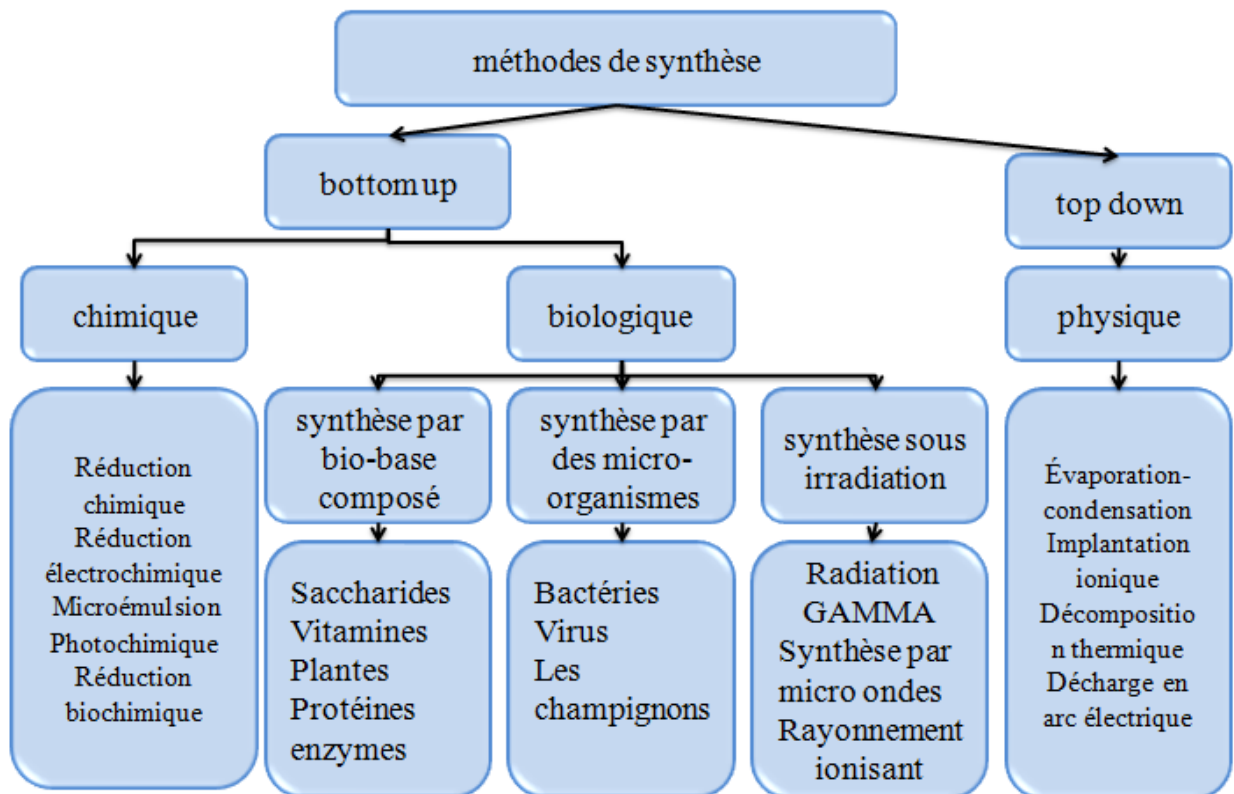 méthodes de synthèse
bottom up
top down
chimique
biologique
physique
Réduction
chimique
Réduction
électrochimique
Microémulsion
Photochimique
Réduction
biochimique
synthèse par
bio-base
composé
synthèse par
des micro-
organismes
synthèse sous
irradiation
Saccharides
Vitamines
Plantes
Protéines
enzymes
Bactéries
Virus
Les
champignons
Radiation
GAMMA
Synthèse par
micro ondes
Rayonnement
ionisant
Évaporation-
condensation
Implantation
ionique
Décompositio
n thermique
Décharge en
arc électrique